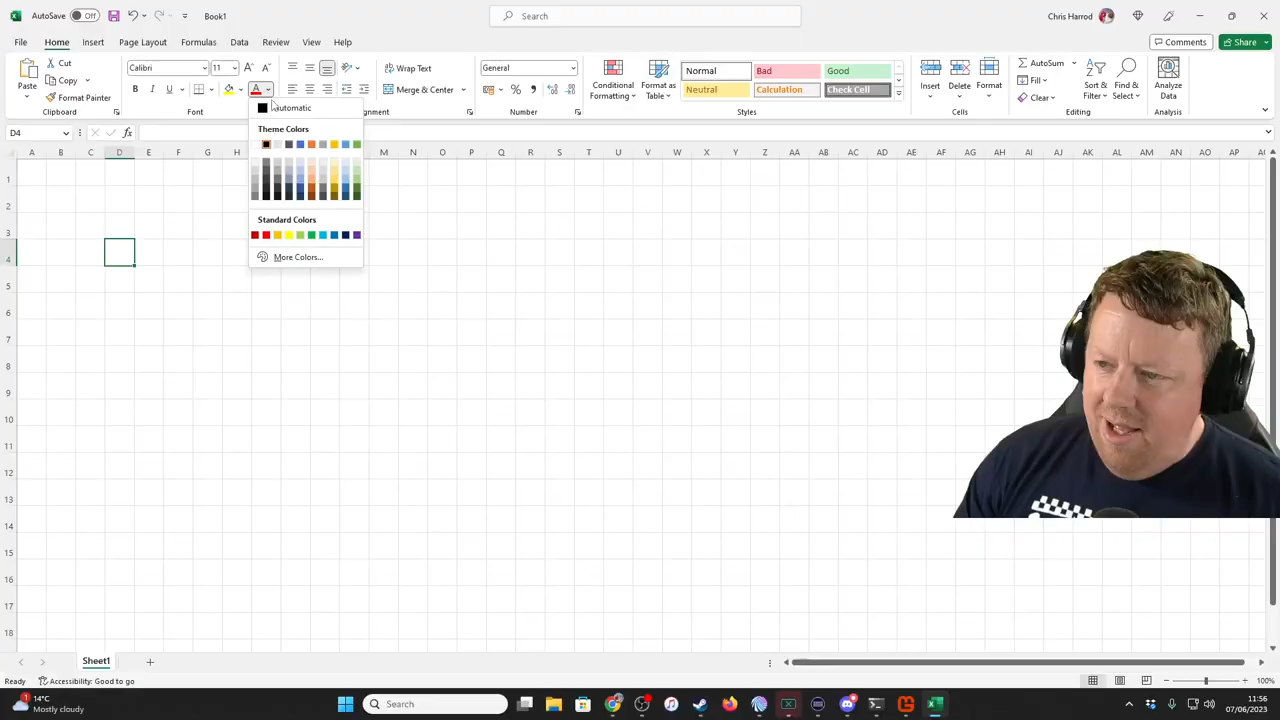 AutoSave Off Book1 Search Chris Harrod
File Home Insert Page Layout Formulas Data Review View Help Comments Share
Paste Cut Copy Format Painter Clipboard
Calibri 11 B I U Font
Automatic
Theme Colors
Standard Colors
More Colors...
Wrap Text
Merge & Center
General
% Number
Conditional Formatting Format as Table
Normal Bad Good
Neutral Calculation Check Cell
Styles
Insert Delete Format
Cells
AutoSum
Fill
Clear
Sort & Filter Find & Select
Editing
Analyze Data
Analysis
D4 fx
A B C D E F G H M N O P Q R S T U V W X Y Z AA AB AC AD AE AF AG AH AI AJ AK AL AM AN AO AP
1
2
3
4
5
6
7
8
9
10
11
12
13
14
15
16
17
18
Sheet1
Ready Accessibility: Good to go 100%
1 14°C
Mostly cloudy
Search
11:56
07/06/2023